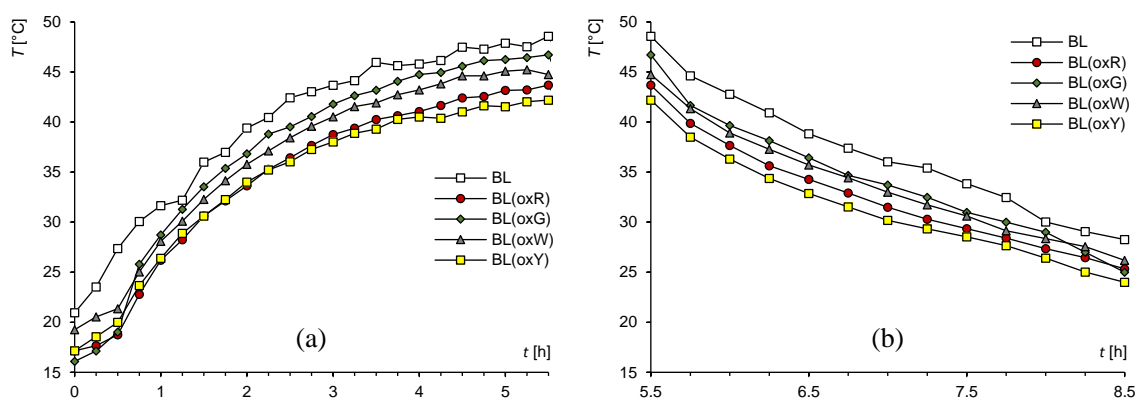 T [°C]
50
45
40
35
30
25
20
15
BL
BL(oxR)
BL(oxG)
BL(oxW)
BL(oxY)
(a)
t [h]
0 1 2 3 4 5
T [°C]
50
45
40
35
30
25
20
15
BL
BL(oxR)
BL(oxG)
BL(oxW)
BL(oxY)
(b)
t [h]
5.5 6.5 7.5 8.5